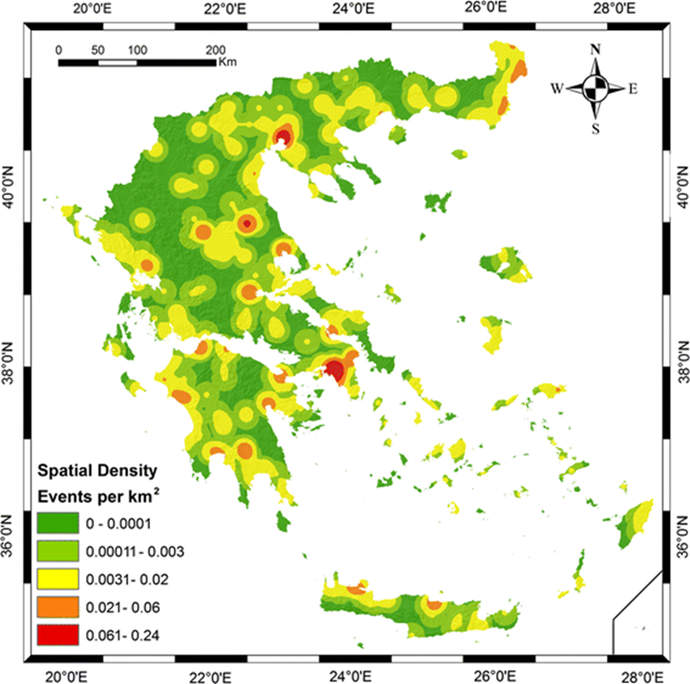 20°0'E 22°0'E 24°0'E 26°0'E 28°0'E
0 50 100 200
Km
N
W E
S
40°0'N 40°0'N
38°0'N 38°0'N
36°0'N 36°0'N
Spatial Density
Events per km²
0 - 0.0001
0.00011- 0.003
0.0031- 0.02
0.021- 0.06
0.061- 0.24
20°0'E 22°0'E 24°0'E 26°0'E 28°0'E